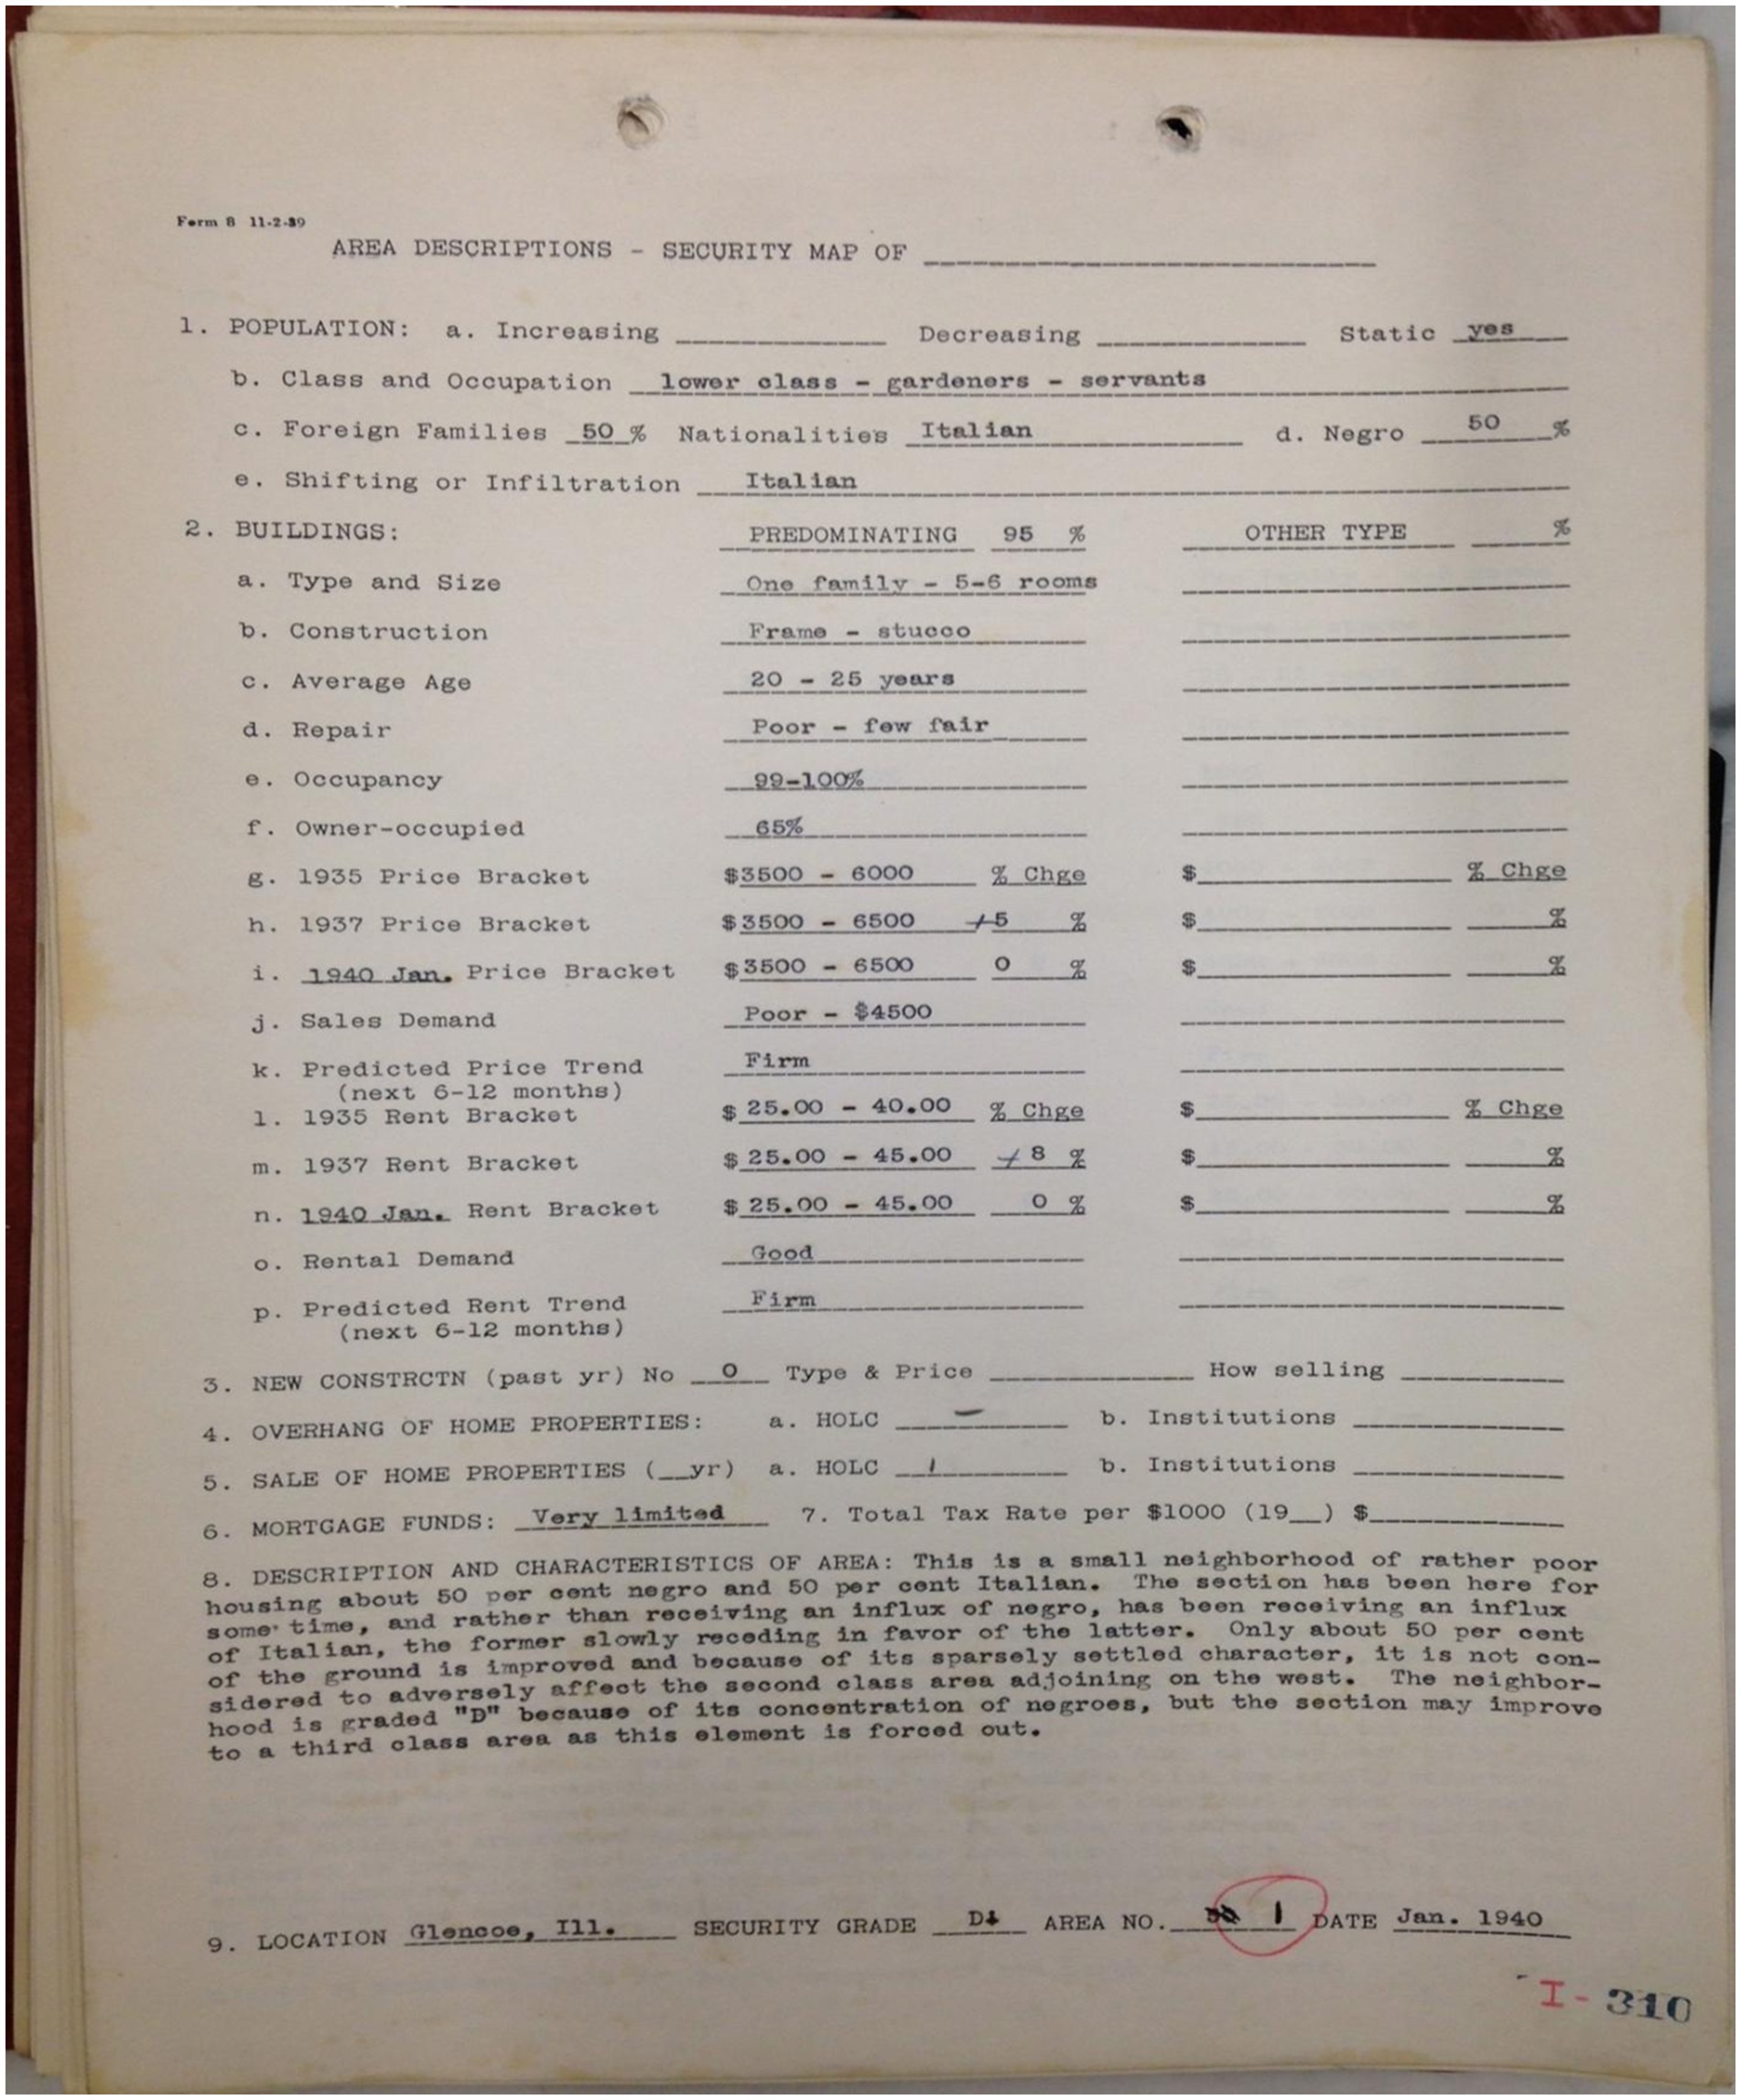 Form 8 11-2-39
AREA DESCRIPTIONS - SECURITY MAP OF
1. POPULATION: a. Increasing Decreasing Static yes
b. Class and Occupation lower class - gardeners - servants
c. Foreign Families 50 % Nationalities Italian d. Negro 50 %
e. Shifting or Infiltration Italian
2. BUILDINGS: PREDOMINATING 95 % OTHER TYPE %
a. Type and Size One family - 5-6 rooms
b. Construction Frame - stucco
c. Average Age 20 - 25 years
d. Repair Poor - few fair
e. Occupancy 99-100%
f. Owner-occupied 65%
g. 1935 Price Bracket $3500 - 6000 % Chge $ % Chge
h. 1937 Price Bracket $3500 - 6500 +5 % $ %
i. 1940 Jan. Price Bracket $3500 - 6500 0 % $ %
j. Sales Demand Poor - $4500
k. Predicted Price Trend Firm
(next 6-12 months)
l. 1935 Rent Bracket $ 25.00 - 40.00 % Chge $ % Chge
m. 1937 Rent Bracket $ 25.00 - 45.00 +8 % $ %
n. 1940 Jan. Rent Bracket $ 25.00 - 45.00 0 % $ %
o. Rental Demand Good
p. Predicted Rent Trend Firm
(next 6-12 months)
3. NEW CONSTRCTN (past yr) No 0 Type & Price How selling
4. OVERHANG OF HOME PROPERTIES: a. HOLC - b. Institutions
5. SALE OF HOME PROPERTIES (__yr) a. HOLC 1 b. Institutions
6. MORTGAGE FUNDS: Very limited 7. Total Tax Rate per $1000 (19__) $
8. DESCRIPTION AND CHARACTERISTICS OF AREA: This is a small neighborhood of rather poor
housing about 50 per cent negro and 50 per cent Italian. The section has been here for
some time, and rather than receiving an influx of negro, has been receiving an influx
of Italian, the former slowly receding in favor of the latter. Only about 50 per cent
of the ground is improved and because of its sparsely settled character, it is not con-
sidered to adversely affect the second class area adjoining on the west. The neighbor-
hood is graded "D" because of its concentration of negroes, but the section may improve
to a third class area as this element is forced out.
9. LOCATION Glencoe, Ill. SECURITY GRADE D+ AREA NO. 1 DATE Jan. 1940
I-310